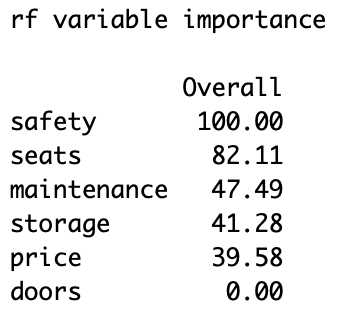 rf variable importance
Overall
safety 100.00
seats 82.11
maintenance 47.49
storage 41.28
price 39.58
doors 0.00